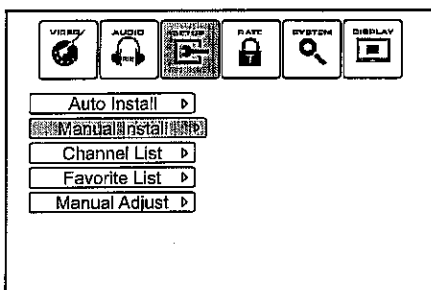 VIDEO AUDIO SETUP RATE SYSTEM DISPLAY
Auto Install
Manual Install
Channel List
Favorite List
Manual Adjust